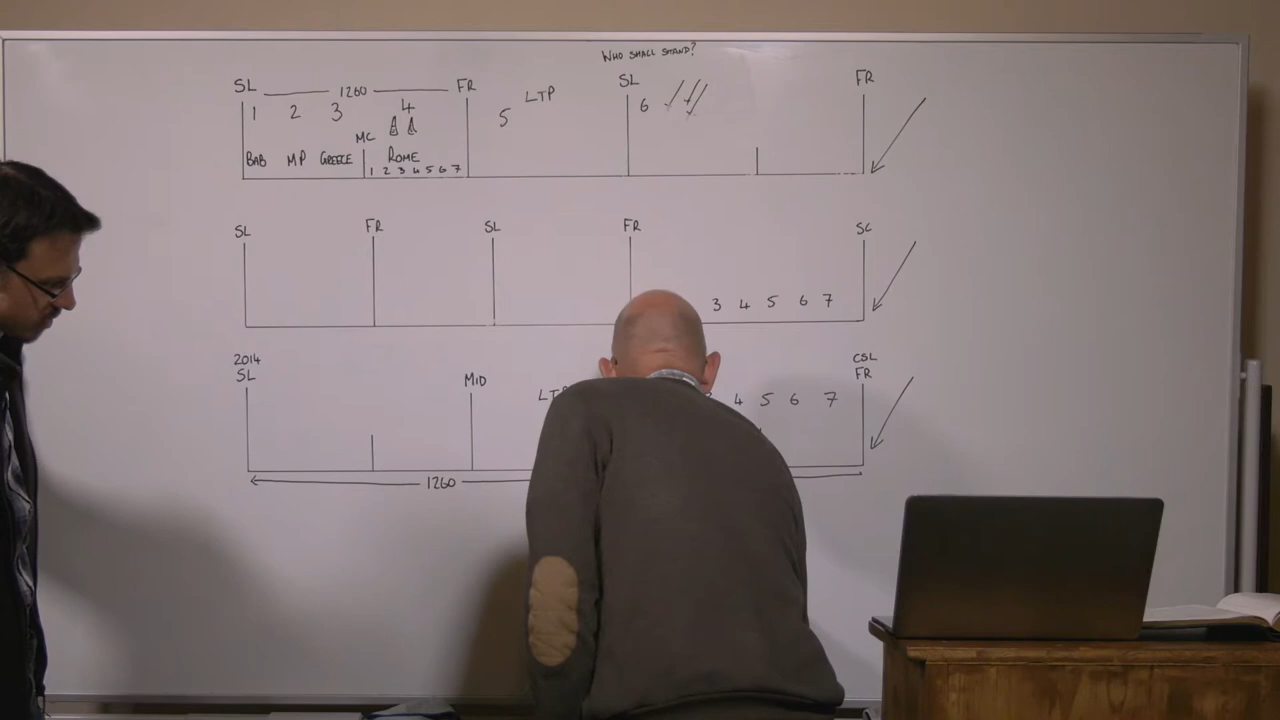 WHO SHALL STAND?
SL 1260 FR SL FR
1 2 3 4 5 LTP 6
MC
BAB MP GREECE ROME
1 2 3 4 5 6 7
SL FR SL FR SC
3 4 5 6 7
2014 CSL
SL MID FR
4 5 6 7
1260